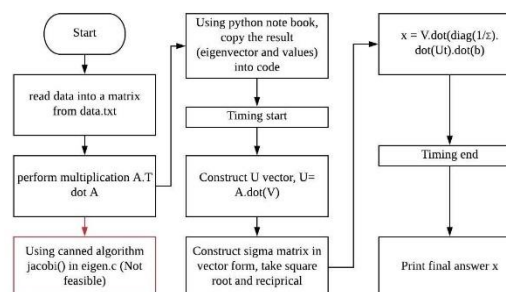 Start
read data into a matrix
from data.txt
perform multiplication A.T
dot A
Using canned algorithm
jacobi() in eigen.c (Not
feasible)
Using python note book,
copy the result
(eigenvector and values)
into code
Timing start
Construct U vector, U=
A.dot(V)
Construct sigma matrix in
vector form, take square
root and reciprical
x = V.dot(diag(1/ε).
dot(Ut).dot(b)
Timing end
Print final answer x